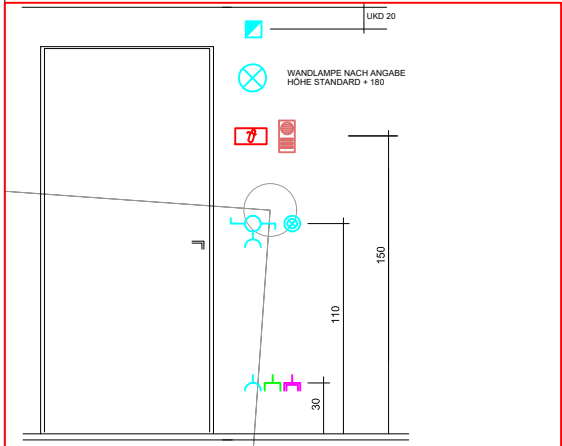 UKD 20
WANDLAMPE NACH ANGABE
HÖHE STANDARD + 180
150
110
30